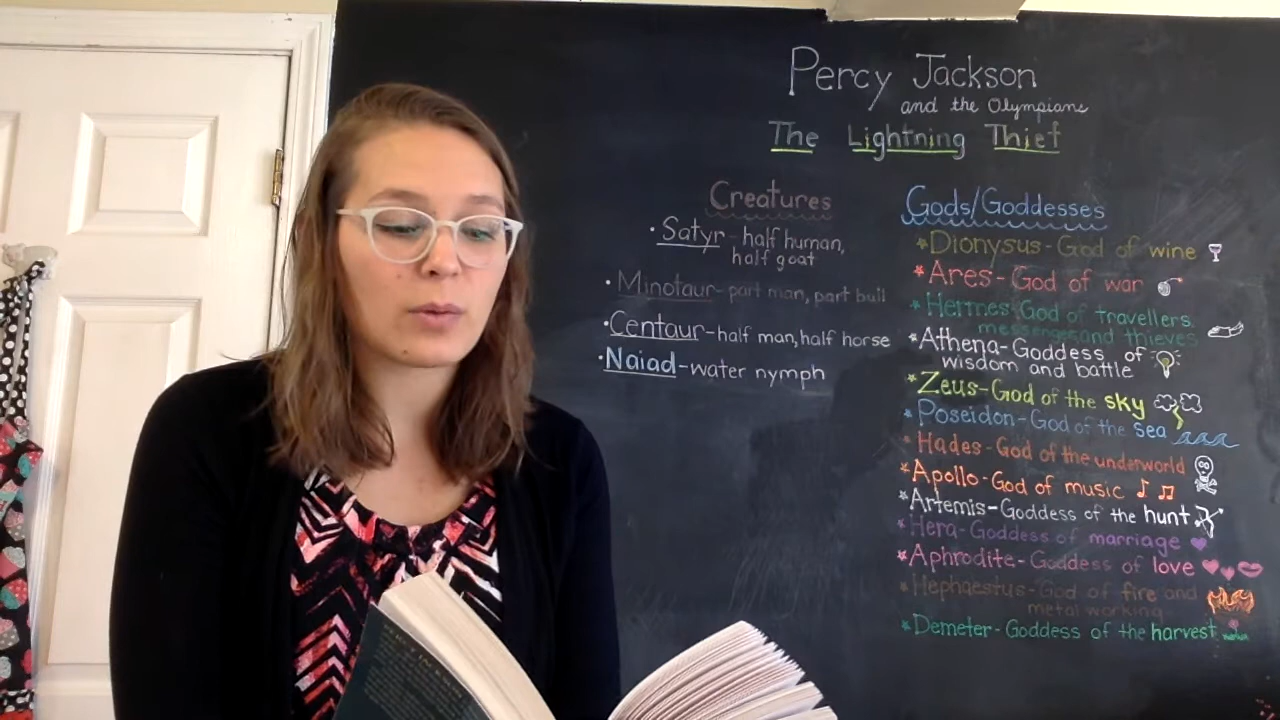 Percy Jackson
and the Olympians
The Lightning Thief
Creatures
• Satyr - half human,
half goat
• Minotaur - part man, part bull
• Centaur - half man, half horse
• Naiad - water nymph
Gods/Goddesses
* Dionysus - God of wine
* Ares - God of war
* Hermes - God of travellers
messenges and thieves
* Athena - Goddess of
wisdom and battle
* Zeus - God of the sky
* Poseidon - God of the sea
* Hades - God of the underworld
* Apollo - God of music
* Artemis - Goddess of the hunt
* Hera - Goddess of marriage
* Aphrodite - Goddess of love
* Hephaestus - God of fire and
metal working
* Demeter - Goddess of the harvest